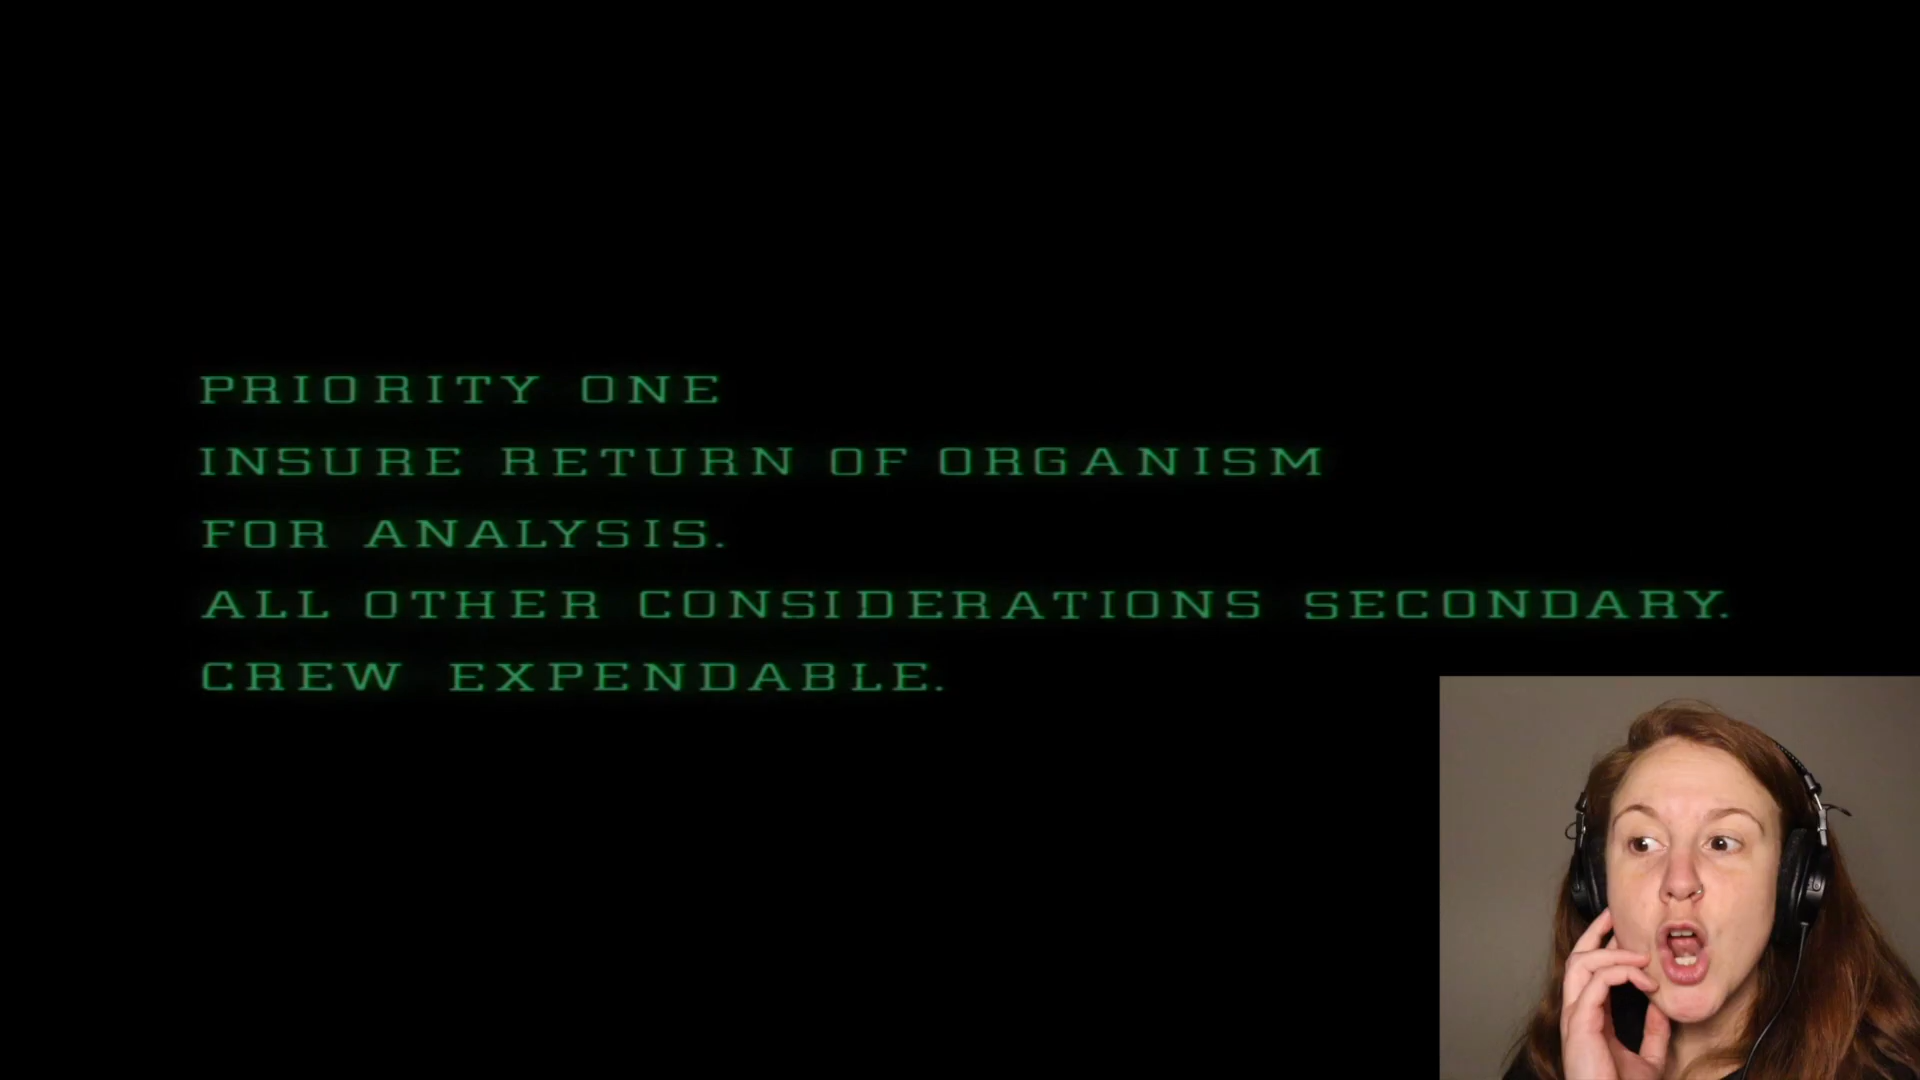 PRIORITY ONE
INSURE RETURN OF ORGANISM
FOR ANALYSIS.
ALL OTHER CONSIDERATIONS SECONDARY.
CREW EXPENDABLE.